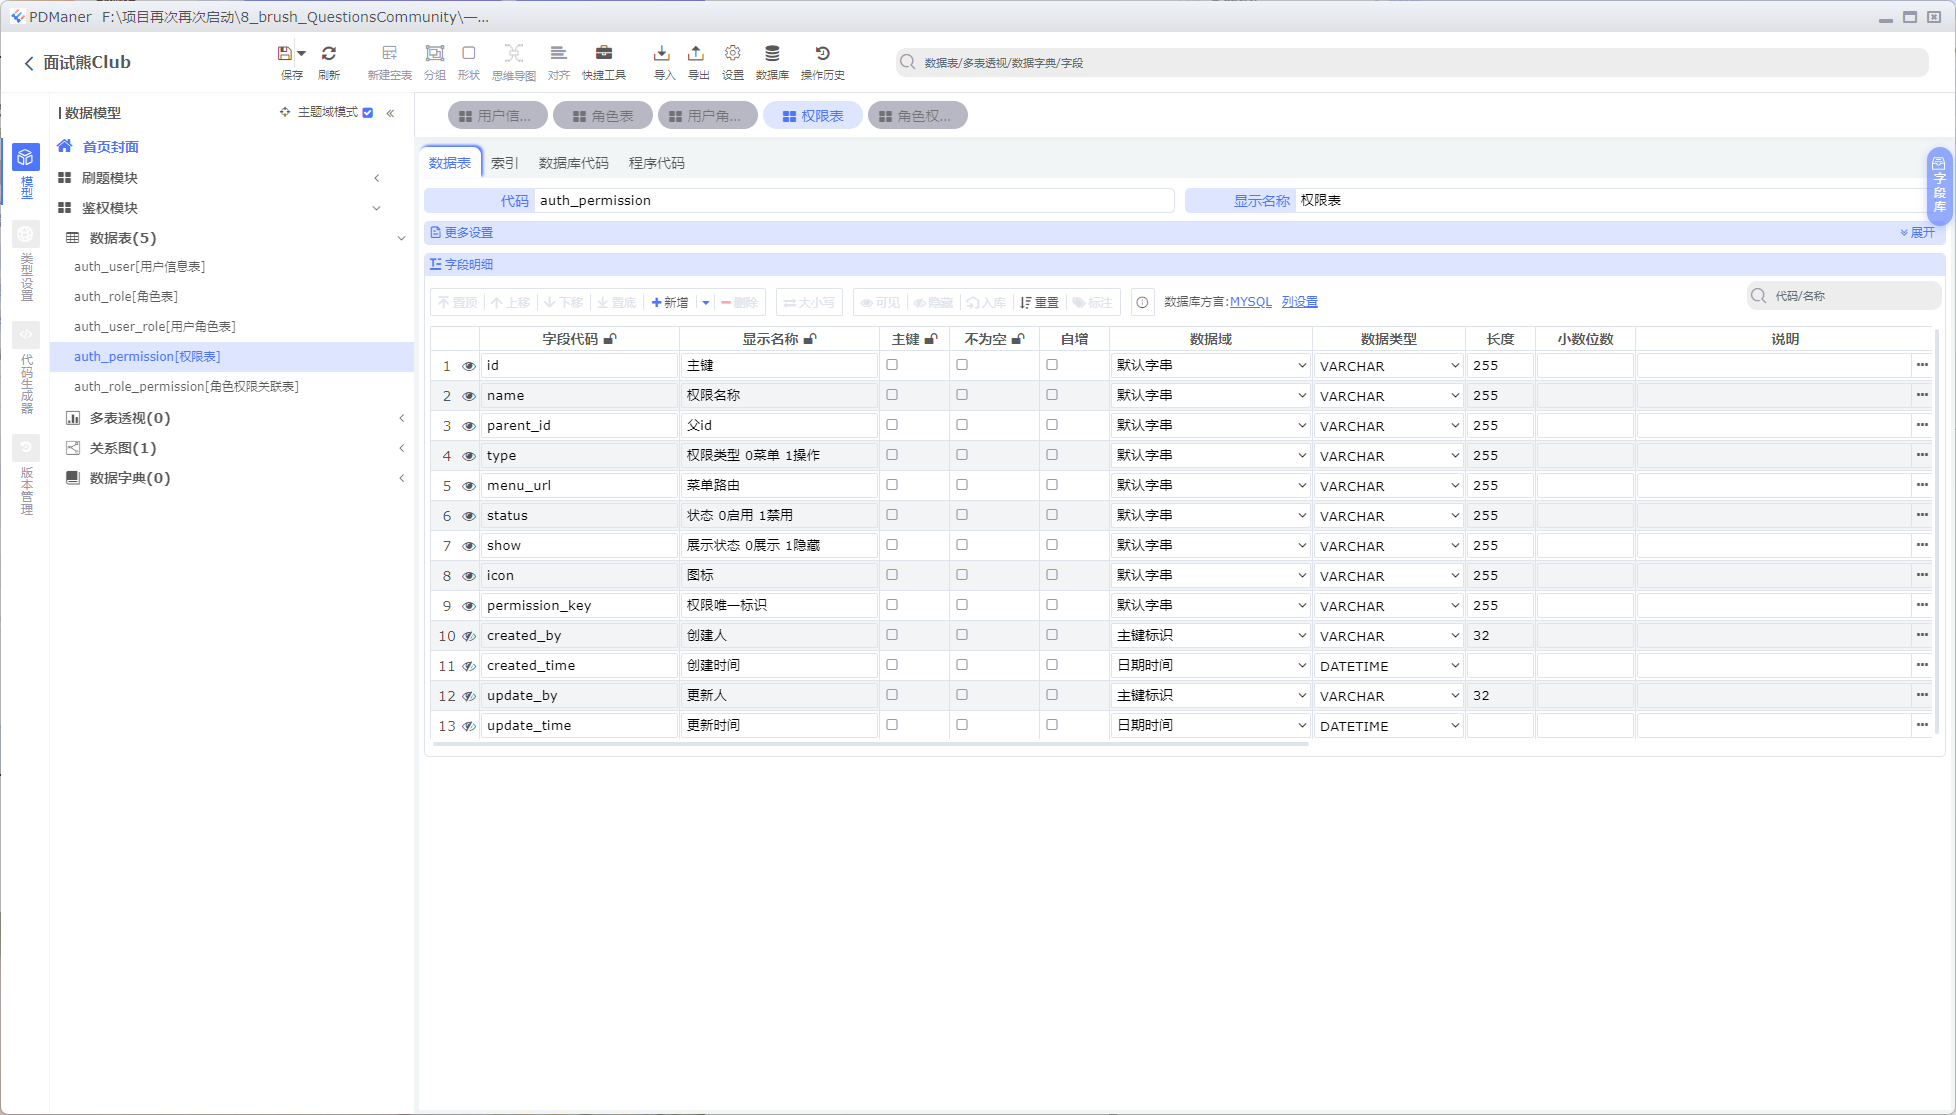 PDManer F:\项目再次再次启动\8_brush_QuestionsCommunity\—...
面试熊Club
保存 刷新 新建空表 分组 形状 思维导图 对齐 快捷工具 导入 导出 设置 数据库 操作历史
数据表/多表透视/数据字典/字段
模型
类型设置
代码生成器
版本管理
数据模型 主题域模式
首页封面
刷题模块
鉴权模块
数据表(5)
auth_user[用户信息表]
auth_role[角色表]
auth_user_role[用户角色表]
auth_permission[权限表]
auth_role_permission[角色权限关联表]
多表透视(0)
关系图(1)
数据字典(0)
用户信... 角色表 用户角... 权限表 角色权...
数据表 索引 数据库代码 程序代码
字段库
代码 auth_permission 显示名称 权限表
更多设置 展开
字段明细
置顶 上移 下移 置底 新增 删除 大小写 可见 隐藏 入库 重置 标注 数据库方言:MYSQL 列设置 代码/名称
字段代码 显示名称 主键 不为空 自增 数据域 数据类型 长度 小数位数 说明
1 id 主键 默认字串 VARCHAR 255 ...
2 name 权限名称 默认字串 VARCHAR 255 ...
3 parent_id 父id 默认字串 VARCHAR 255 ...
4 type 权限类型 0菜单 1操作 默认字串 VARCHAR 255 ...
5 menu_url 菜单路由 默认字串 VARCHAR 255 ...
6 status 状态 0启用 1禁用 默认字串 VARCHAR 255 ...
7 show 展示状态 0展示 1隐藏 默认字串 VARCHAR 255 ...
8 icon 图标 默认字串 VARCHAR 255 ...
9 permission_key 权限唯一标识 默认字串 VARCHAR 255 ...
10 created_by 创建人 主键标识 VARCHAR 32 ...
11 created_time 创建时间 日期时间 DATETIME ...
12 update_by 更新人 主键标识 VARCHAR 32 ...
13 update_time 更新时间 日期时间 DATETIME ...